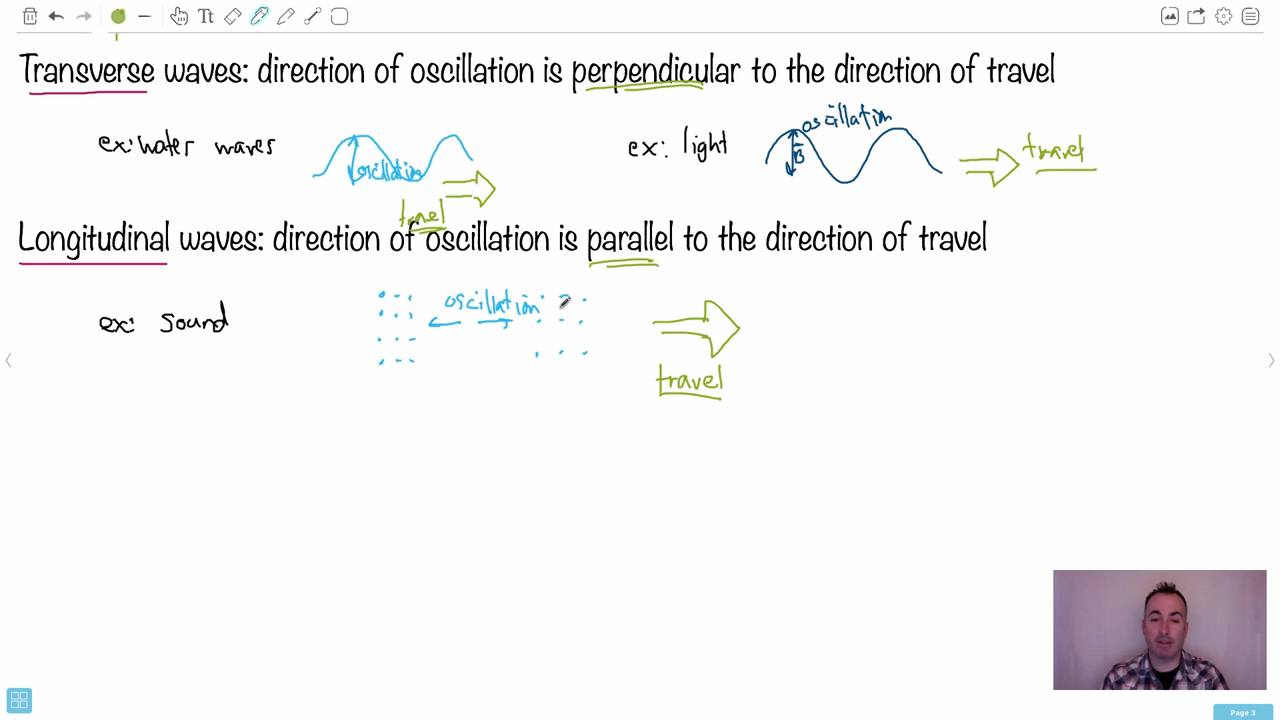 Tt
Transverse waves: direction of oscillation is perpendicular to the direction of travel
ex: water waves
oscillation
travel
ex: light
oscillation
B
travel
Longitudinal waves: direction of oscillation is parallel to the direction of travel
ex: sound
oscillation
travel
Page 3